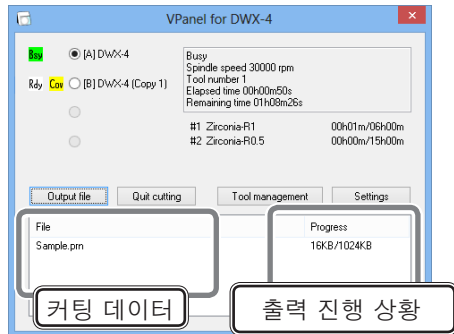 VPanel for DWX-4
Bsy [A] DWX-4
Rdy Cov [B] DWX-4 (Copy 1)
Busy
Spindle speed 30000 rpm
Tool number 1
Elapsed time 00h00m50s
Remaining time 01h08m26s
#1 Zirconia-R1 00h01m/06h00m
#2 Zirconia-R0.5 00h00m/15h00m
Output file Quit cutting Tool management Settings
File Progress
Sample.prn 16KB/1024KB
커팅 데이터 출력 진행 상황